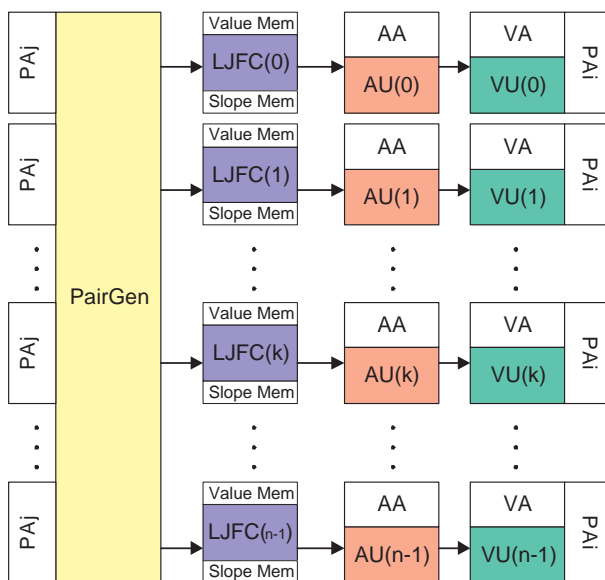 PAj
PairGen
Value Mem
LJFC(0)
Slope Mem
AA
AU(0)
VA
VU(0)
PAi
PAj
Value Mem
LJFC(1)
Slope Mem
AA
AU(1)
VA
VU(1)
PAi
PAj
Value Mem
LJFC(k)
Slope Mem
AA
AU(k)
VA
VU(k)
PAi
PAj
Value Mem
LJFC(n-1)
Slope Mem
AA
AU(n-1)
VA
VU(n-1)
PAi